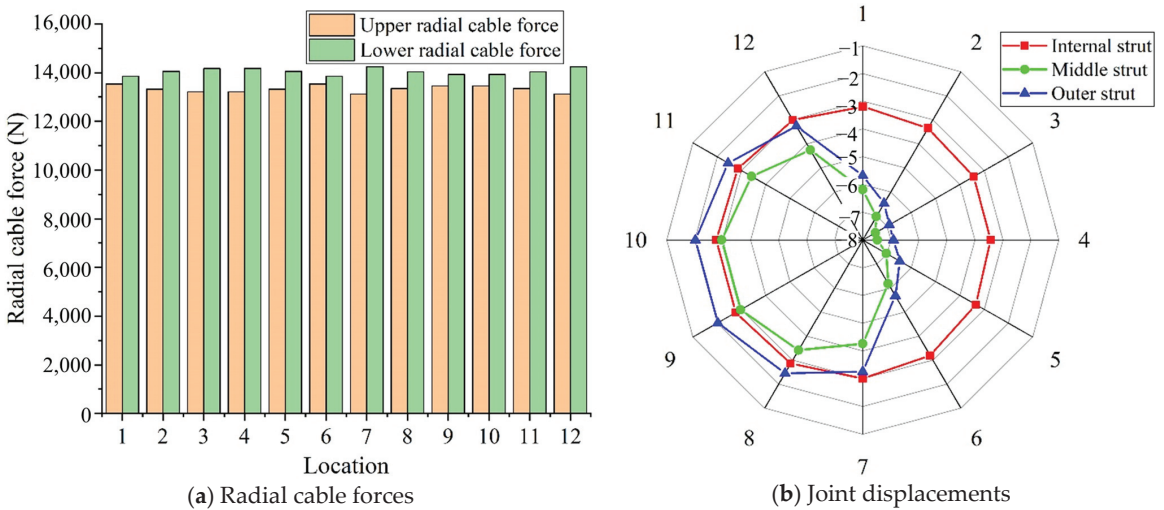 Radial cable force (N)
16,000
14,000
12,000
10,000
8,000
6,000
4,000
2,000
0
Upper radial cable force
Lower radial cable force
1 2 3 4 5 6 7 8 9 10 11 12
Location
(a) Radial cable forces
1
2
3
4
5
6
7
8
9
10
11
12
−1
−2
−3
−4
−5
−6
−7
−8
Internal strut
Middle strut
Outer strut
(b) Joint displacements